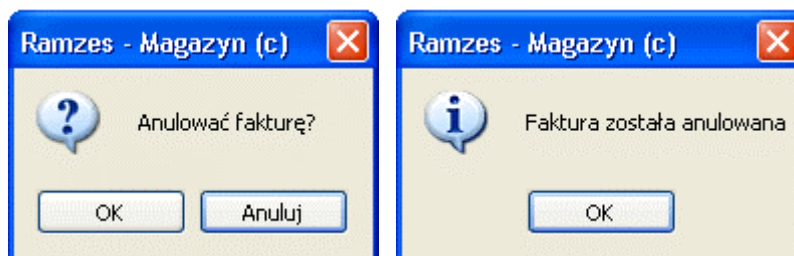 Ramzes - Magazyn (c)
Anulować fakturę?
OK
Anuluj
Ramzes - Magazyn (c)
Faktura została anulowana
OK